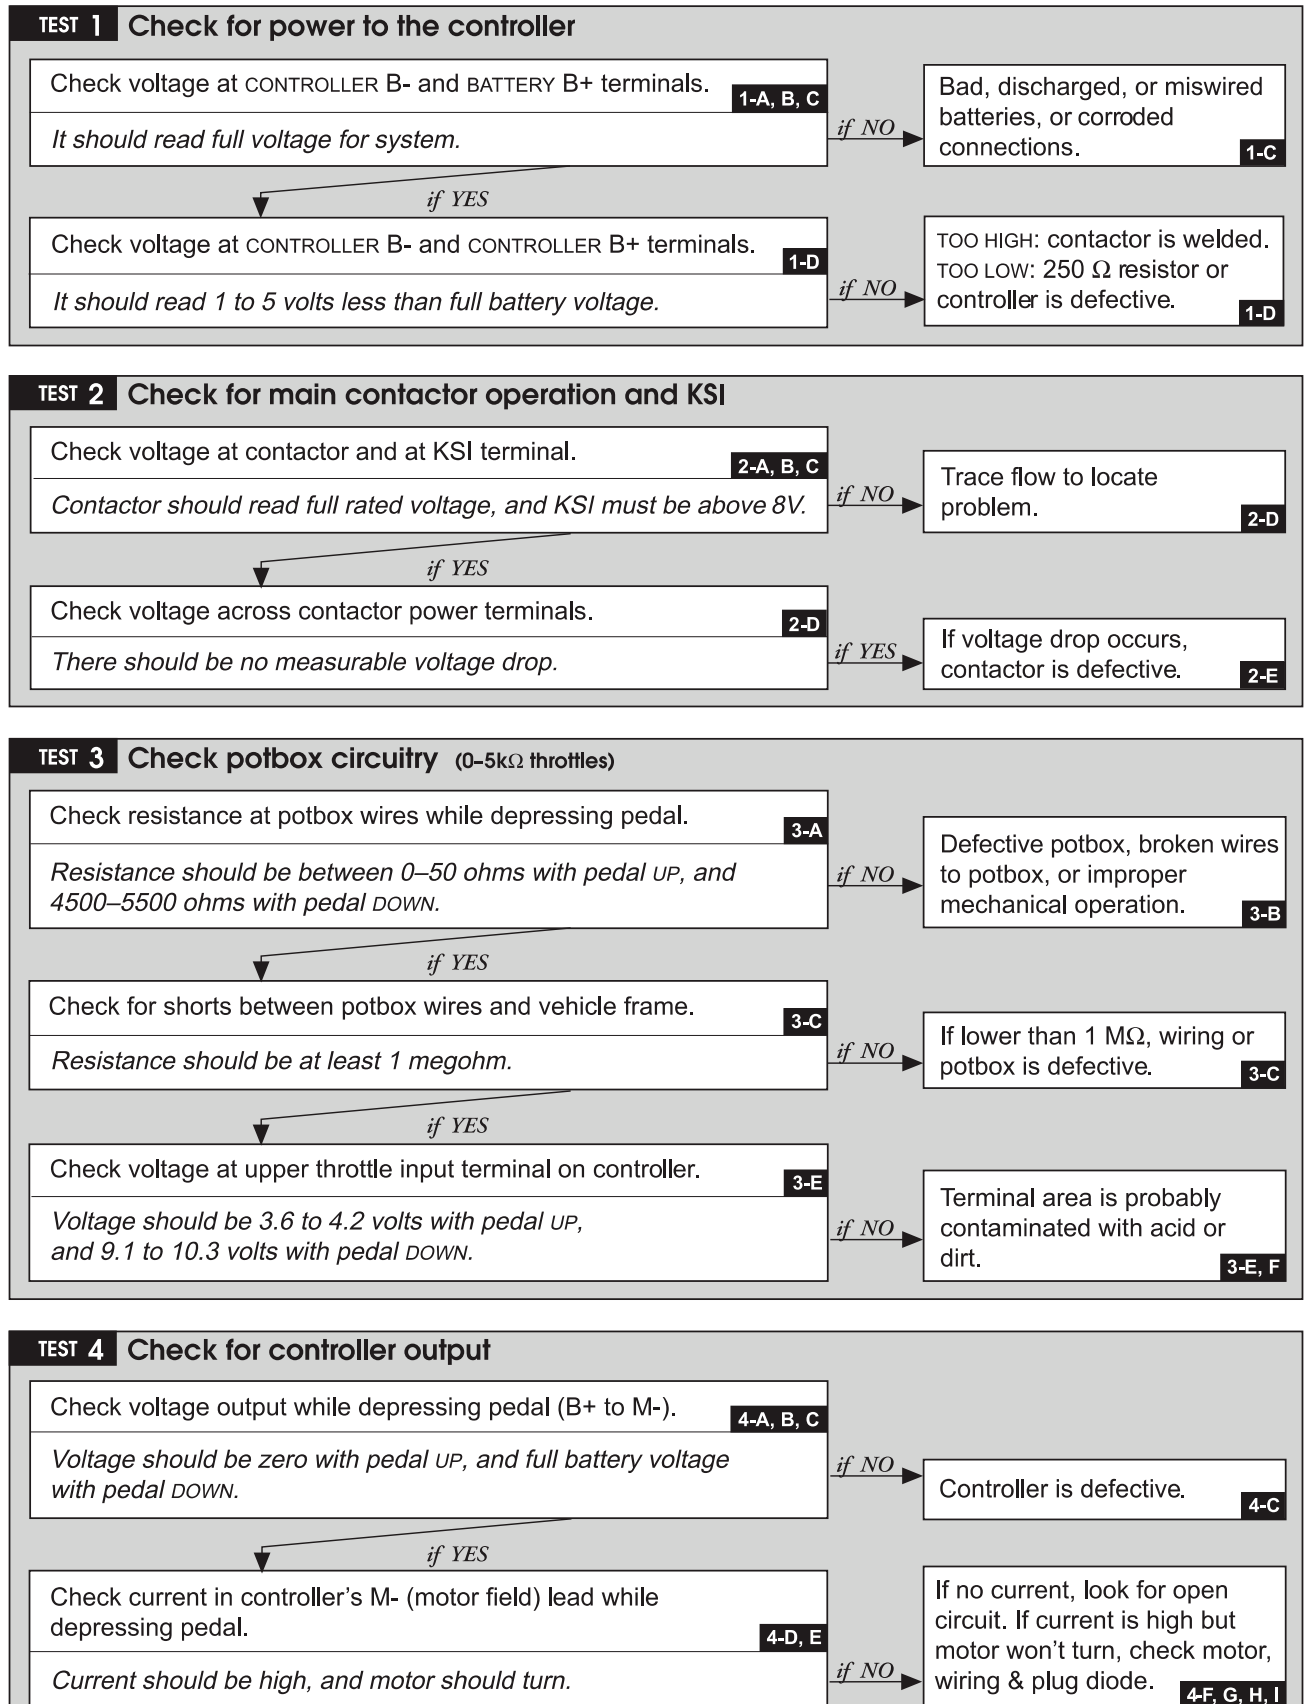 TEST 1 Check for power to the controller
Check voltage at CONTROLLER B- and BATTERY B+ terminals.
1-A, B, C
It should read full voltage for system.
if NO
Bad, discharged, or miswired
batteries, or corroded
connections.
1-C
if YES
Check voltage at CONTROLLER B- and CONTROLLER B+ terminals.
1-D
It should read 1 to 5 volts less than full battery voltage.
if NO
TOO HIGH: contactor is welded.
TOO LOW: 250 Ω resistor or
controller is defective.
1-D
TEST 2 Check for main contactor operation and KSI
Check voltage at contactor and at KSI terminal.
2-A, B, C
Contactor should read full rated voltage, and KSI must be above 8V.
if NO
Trace flow to locate
problem.
2-D
if YES
Check voltage across contactor power terminals.
2-D
There should be no measurable voltage drop.
if YES
If voltage drop occurs,
contactor is defective.
2-E
TEST 3 Check potbox circuitry (0–5kΩ throttles)
Check resistance at potbox wires while depressing pedal.
3-A
Resistance should be between 0–50 ohms with pedal UP, and
4500–5500 ohms with pedal DOWN.
if NO
Defective potbox, broken wires
to potbox, or improper
mechanical operation.
3-B
if YES
Check for shorts between potbox wires and vehicle frame.
3-C
Resistance should be at least 1 megohm.
if NO
If lower than 1 MΩ, wiring or
potbox is defective.
3-C
if YES
Check voltage at upper throttle input terminal on controller.
3-E
Voltage should be 3.6 to 4.2 volts with pedal UP,
and 9.1 to 10.3 volts with pedal DOWN.
if NO
Terminal area is probably
contaminated with acid or
dirt.
3-E, F
TEST 4 Check for controller output
Check voltage output while depressing pedal (B+ to M-).
4-A, B, C
Voltage should be zero with pedal UP, and full battery voltage
with pedal DOWN.
if NO
Controller is defective.
4-C
if YES
Check current in controller's M- (motor field) lead while
depressing pedal.
4-D, E
Current should be high, and motor should turn.
if NO
If no current, look for open
circuit. If current is high but
motor won't turn, check motor,
wiring & plug diode.
4-F, G, H, I